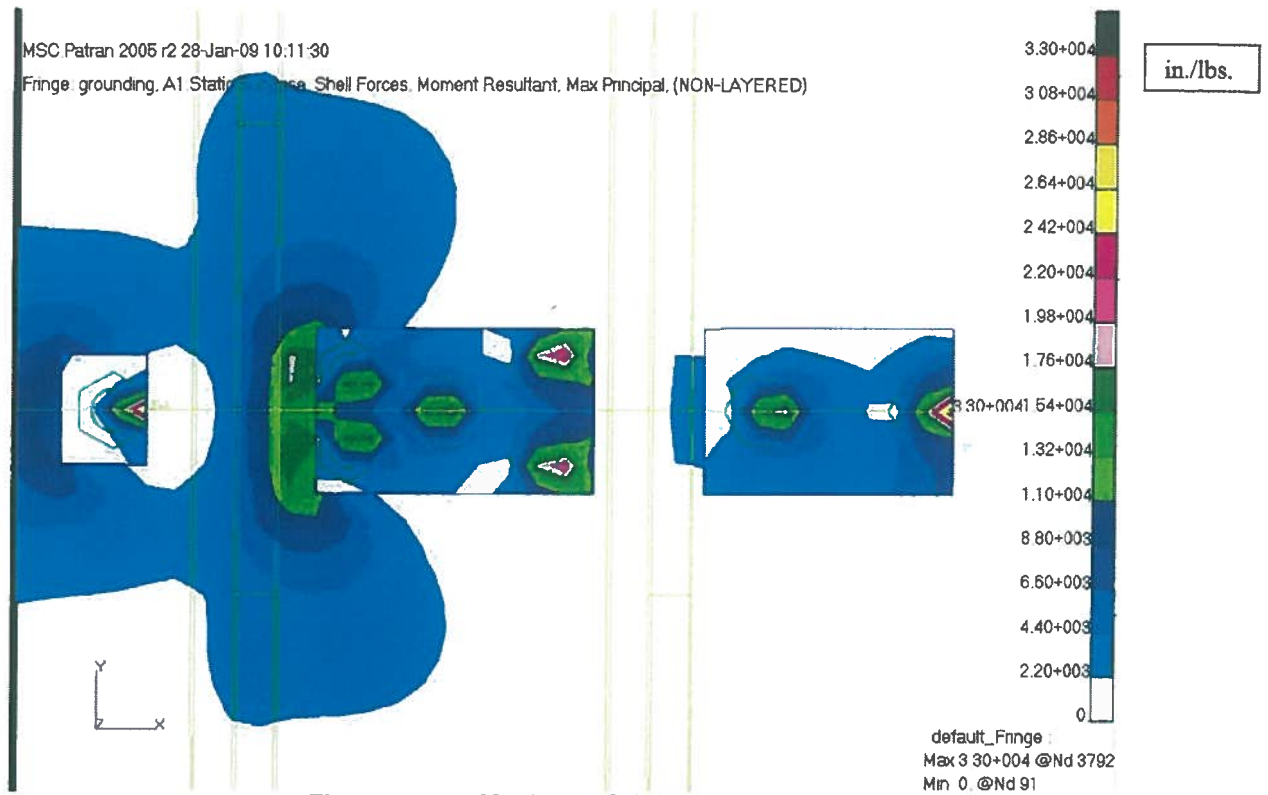 MSC.Patran 2005 r2 28-Jan-09 10:11:30
Fringe: grounding, A1.Static Shell Forces, Moment Resultant, Max Principal, (NON-LAYERED)
in./lbs.
3.30+004
3.08+004
2.86+004
2.64+004
2.42+004
2.20+004
1.98+004
1.76+004
3.30+004
1.54+004
1.32+004
1.10+004
8.80+003
6.60+003
4.40+003
2.20+003
0.
Y
Z X
default_Fringe :
Max 3.30+004 @Nd 3792
Min 0. @Nd 91